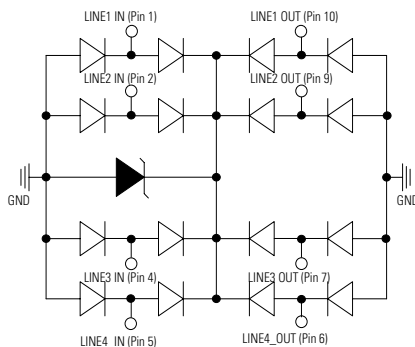 LINE1 IN (Pin 1)
LINE1 OUT (Pin 10)
LINE2 IN (Pin 2)
LINE2 OUT (Pin 9)
GND
GND
LINE3 IN (Pin 4)
LINE3 OUT (Pin 7)
LINE4 IN (Pin 5)
LINE4_OUT (Pin 6)